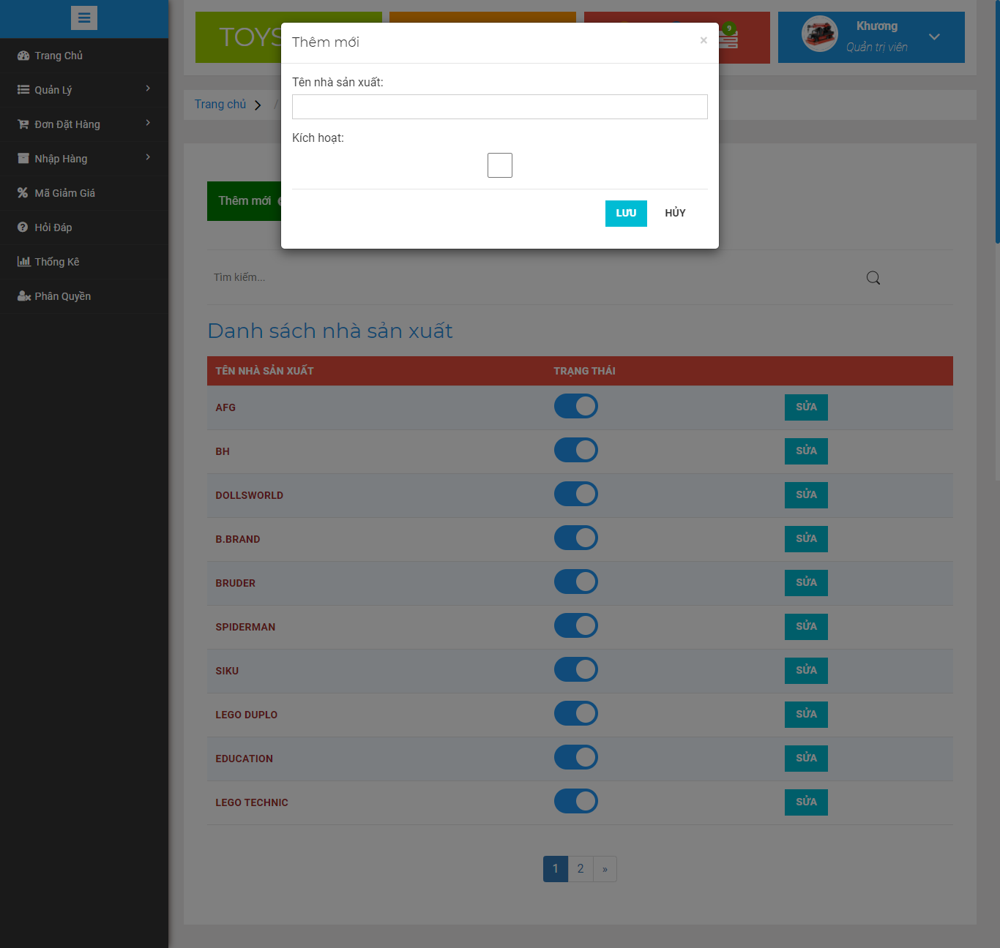 TOYS
9
Khương
Quản trị viên
Thêm mới
×
Tên nhà sản xuất:
Kích hoạt:
LƯU
HỦY
Trang Chủ
Quản Lý
Đơn Đặt Hàng
Nhập Hàng
Mã Giảm Giá
Hỏi Đáp
Thống Kê
Phân Quyền
Trang chủ /
Thêm mới
Tìm kiếm...
Danh sách nhà sản xuất
TÊN NHÀ SẢN XUẤT TRẠNG THÁI
AFG SỬA
BH SỬA
DOLLSWORLD SỬA
B.BRAND SỬA
BRUDER SỬA
SPIDERMAN SỬA
SIKU SỬA
LEGO DUPLO SỬA
EDUCATION SỬA
LEGO TECHNIC SỬA
1 2 »